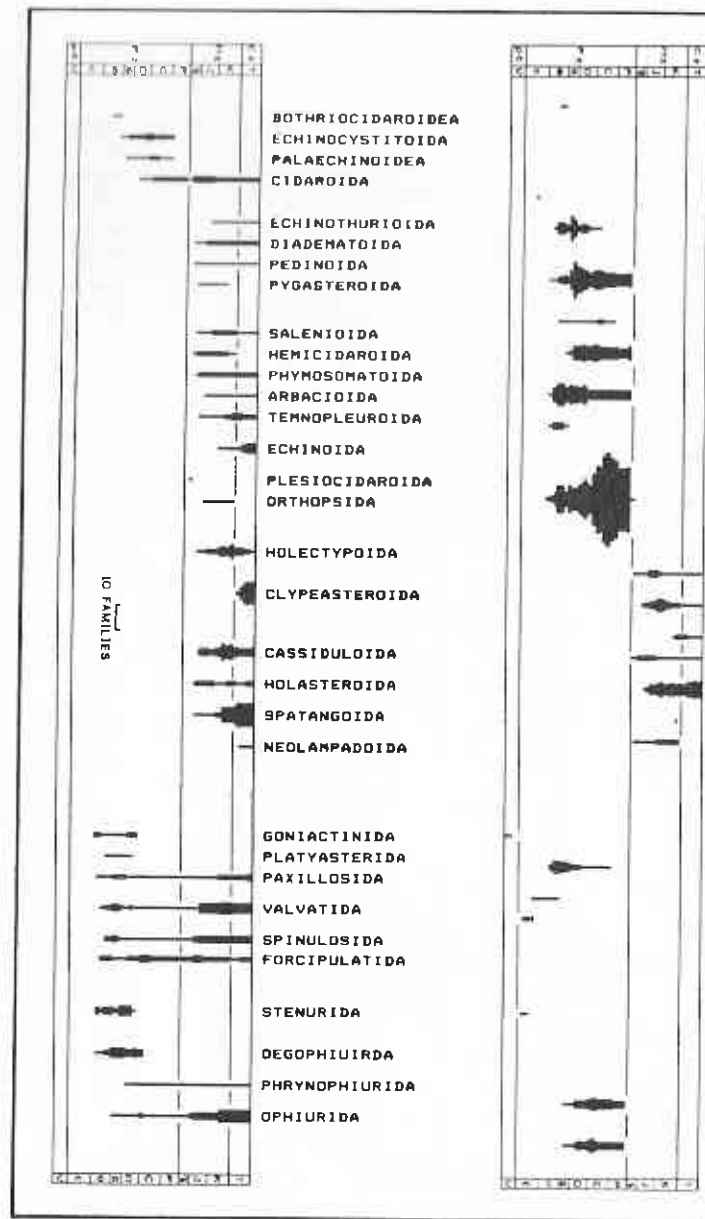 BOTHRIOCIDAROIDEA
ECHINOCYSTITOIDA
PALAECHINOIDEA
CIDAROIDA
ECHINOTHURIOIDA
DIADEMATOIDA
PEDINOIDA
PYGASTEROIDA
SALENIOIDA
HEMICIDAROIDA
PHYMOSOMATOIDA
ARBACIOIDA
TEMNOPLEUROIDA
ECHINOIDA
PLESIOCIDAROIDA
ORTHOPSIDA
HOLECTYPOIDA
CLYPEASTEROIDA
CASSIDULOIDA
HOLASTEROIDA
SPATANGOIDA
NEOLAMPADOIDA
GONIACTINIDA
PLATYASTERIDA
PAXILLOSIDA
VALVATIDA
SPINULOSIDA
FORCIPULATIDA
STENURIDA
OEGOPHIUIRDA
PHRYNOPHIURIDA
OPHIURIDA
10 FAMILIES